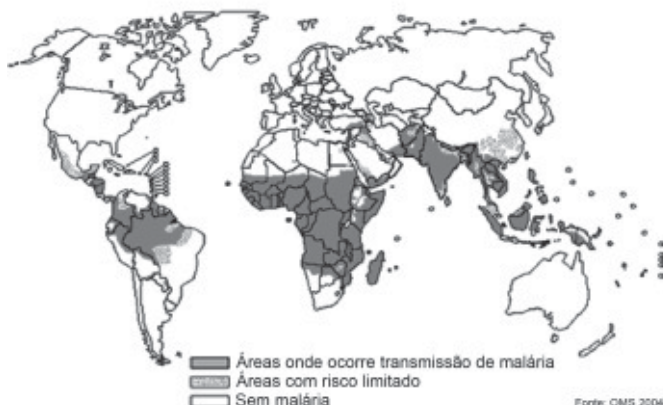 Áreas onde ocorre transmissão de malária
Áreas com risco limitado
Sem malária
Fonte: OMS 2004